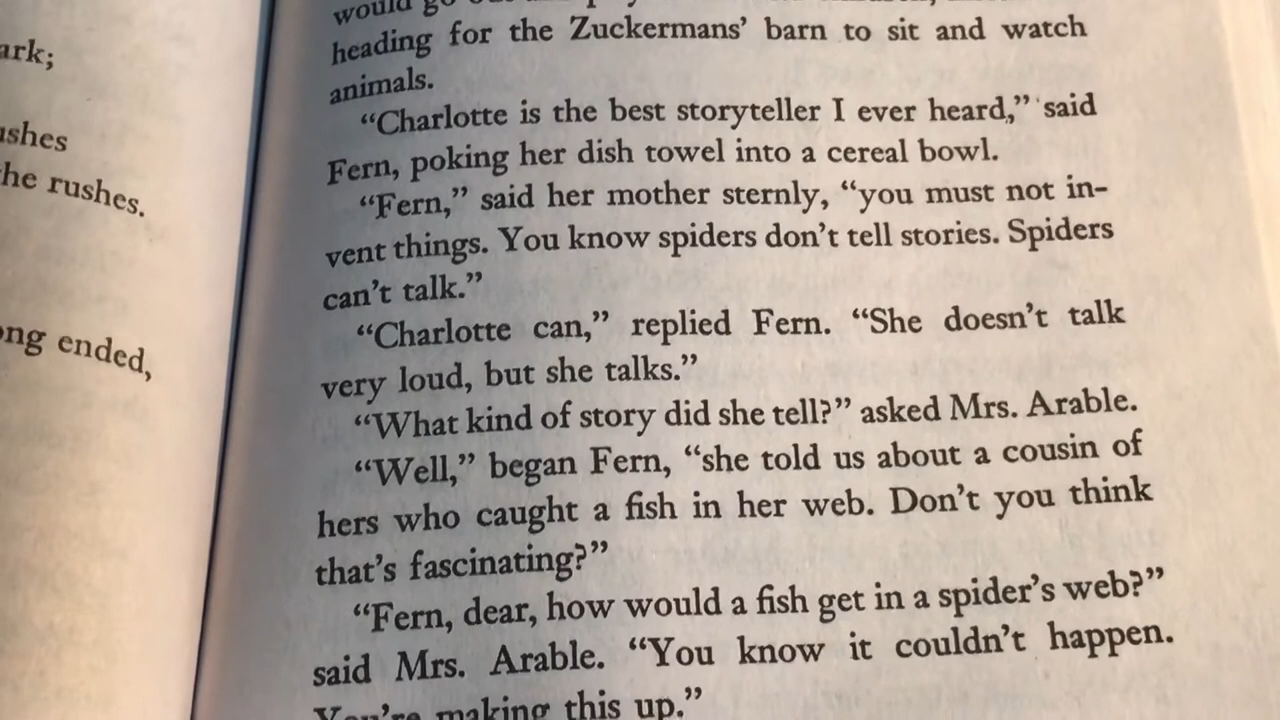 ark;
ushes
he rushes.
ong ended,
would
heading for the Zuckermans’ barn to sit and watch
animals.
“Charlotte is the best storyteller I ever heard,” said
Fern, poking her dish towel into a cereal bowl.
“Fern,” said her mother sternly, “you must not in-
vent things. You know spiders don’t tell stories. Spiders
can’t talk.”
“Charlotte can,” replied Fern. “She doesn’t talk
very loud, but she talks.”
“What kind of story did she tell?” asked Mrs. Arable.
“Well,” began Fern, “she told us about a cousin of
hers who caught a fish in her web. Don’t you think
that’s fascinating?”
“Fern, dear, how would a fish get in a spider’s web?”
said Mrs. Arable. “You know it couldn’t happen.
You’re making this up.”